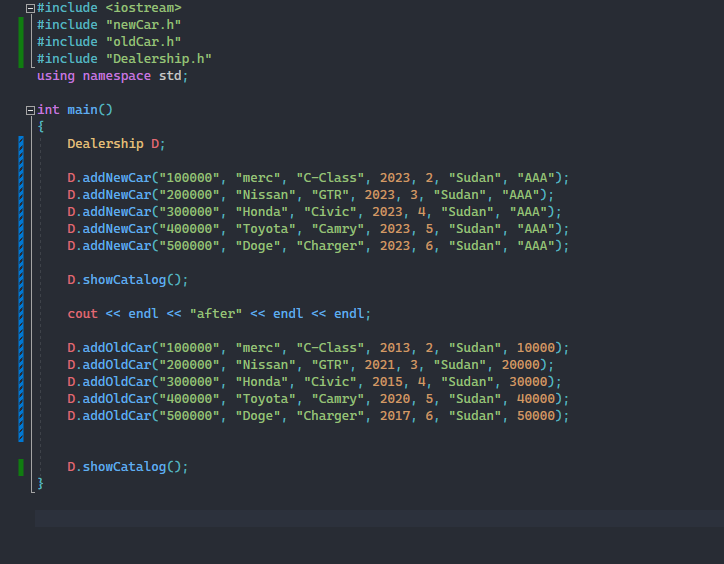 #include <iostream>
#include "newCar.h"
#include "oldCar.h"
#include "Dealership.h"
using namespace std;
int main()
{
Dealership D;
D.addNewCar("100000", "merc", "C-Class", 2023, 2, "Sudan", "AAA");
D.addNewCar("200000", "Nissan", "GTR", 2023, 3, "Sudan", "AAA");
D.addNewCar("300000", "Honda", "Civic", 2023, 4, "Sudan", "AAA");
D.addNewCar("400000", "Toyota", "Camry", 2023, 5, "Sudan", "AAA");
D.addNewCar("500000", "Doge", "Charger", 2023, 6, "Sudan", "AAA");
D.showCatalog();
cout << endl << "after" << endl << endl;
D.addOldCar("100000", "merc", "C-Class", 2013, 2, "Sudan", 10000);
D.addOldCar("200000", "Nissan", "GTR", 2021, 3, "Sudan", 20000);
D.addOldCar("300000", "Honda", "Civic", 2015, 4, "Sudan", 30000);
D.addOldCar("400000", "Toyota", "Camry", 2020, 5, "Sudan", 40000);
D.addOldCar("500000", "Doge", "Charger", 2017, 6, "Sudan", 50000);
D.showCatalog();
}